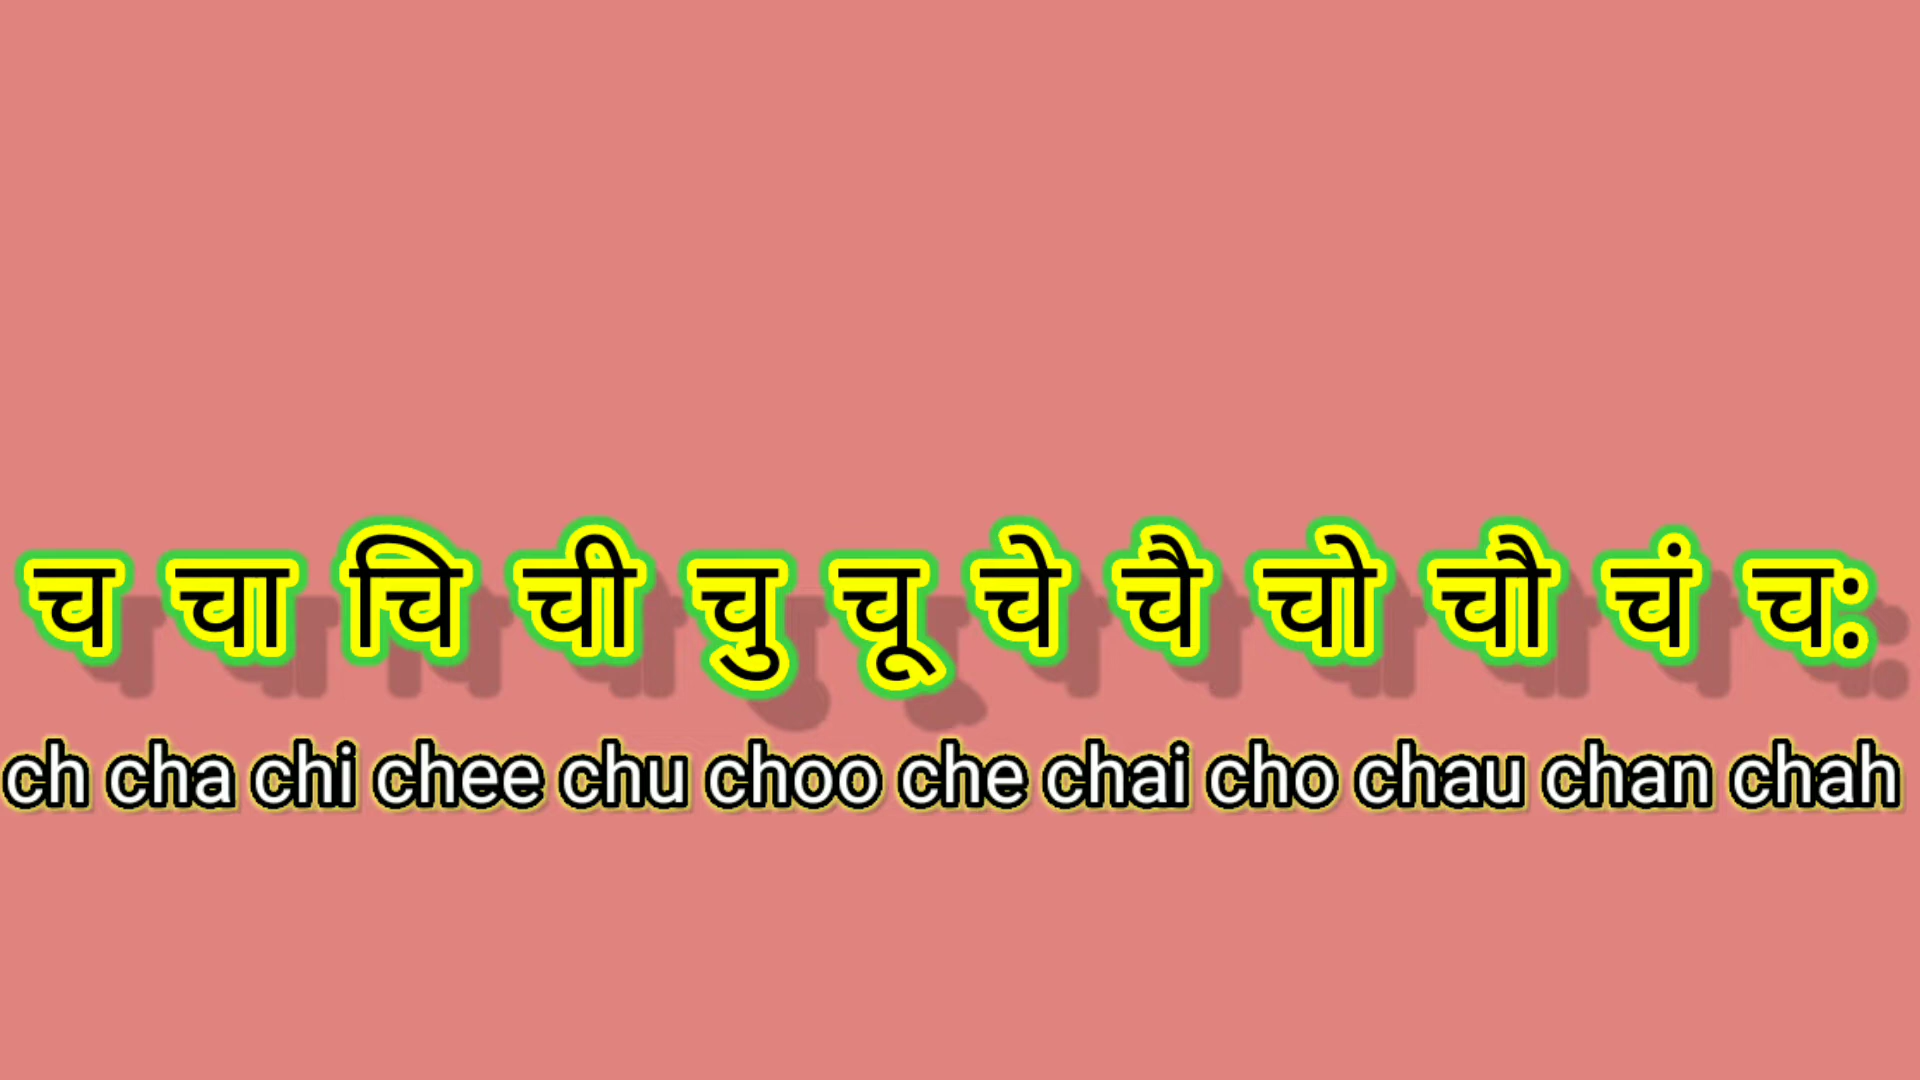 च चा चि ची चु चू चे चै चो चौ चं चः
ch cha chi chee chu choo che chai cho chau chan chah